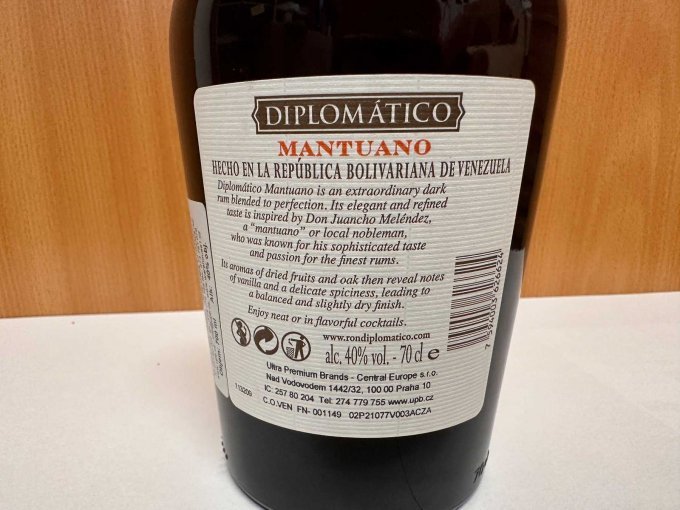 DIPLOMÁTICO
MANTUANO
HECHO EN LA REPÚBLICA BOLIVARIANA DE VENEZUELA
Diplomático Mantuano is an extraordinary dark
rum blended to perfection. Its elegant and refined
taste is inspired by Don Juancho Meléndez,
a "mantuano" or local nobleman,
who was known for his sophisticated taste
and passion for the finest rums.
Its aromas of dried fruits and oak then reveal notes
of vanilla and a delicate spiciness, leading to
a balanced and slightly dry finish.
Enjoy neat or in flavorful cocktails.
www.rondiplomatico.com
alc. 40% vol. - 70 cl e
Ultra Premium Brands - Central Europe s.r.o.
Nad Vodovodem 1442/32, 100 00 Praha 10
IC: 257 80 204 Tel: 274 779 755 www.upb.cz
C.O.VEN FN- 001149 02P21077V003ACZA
113209